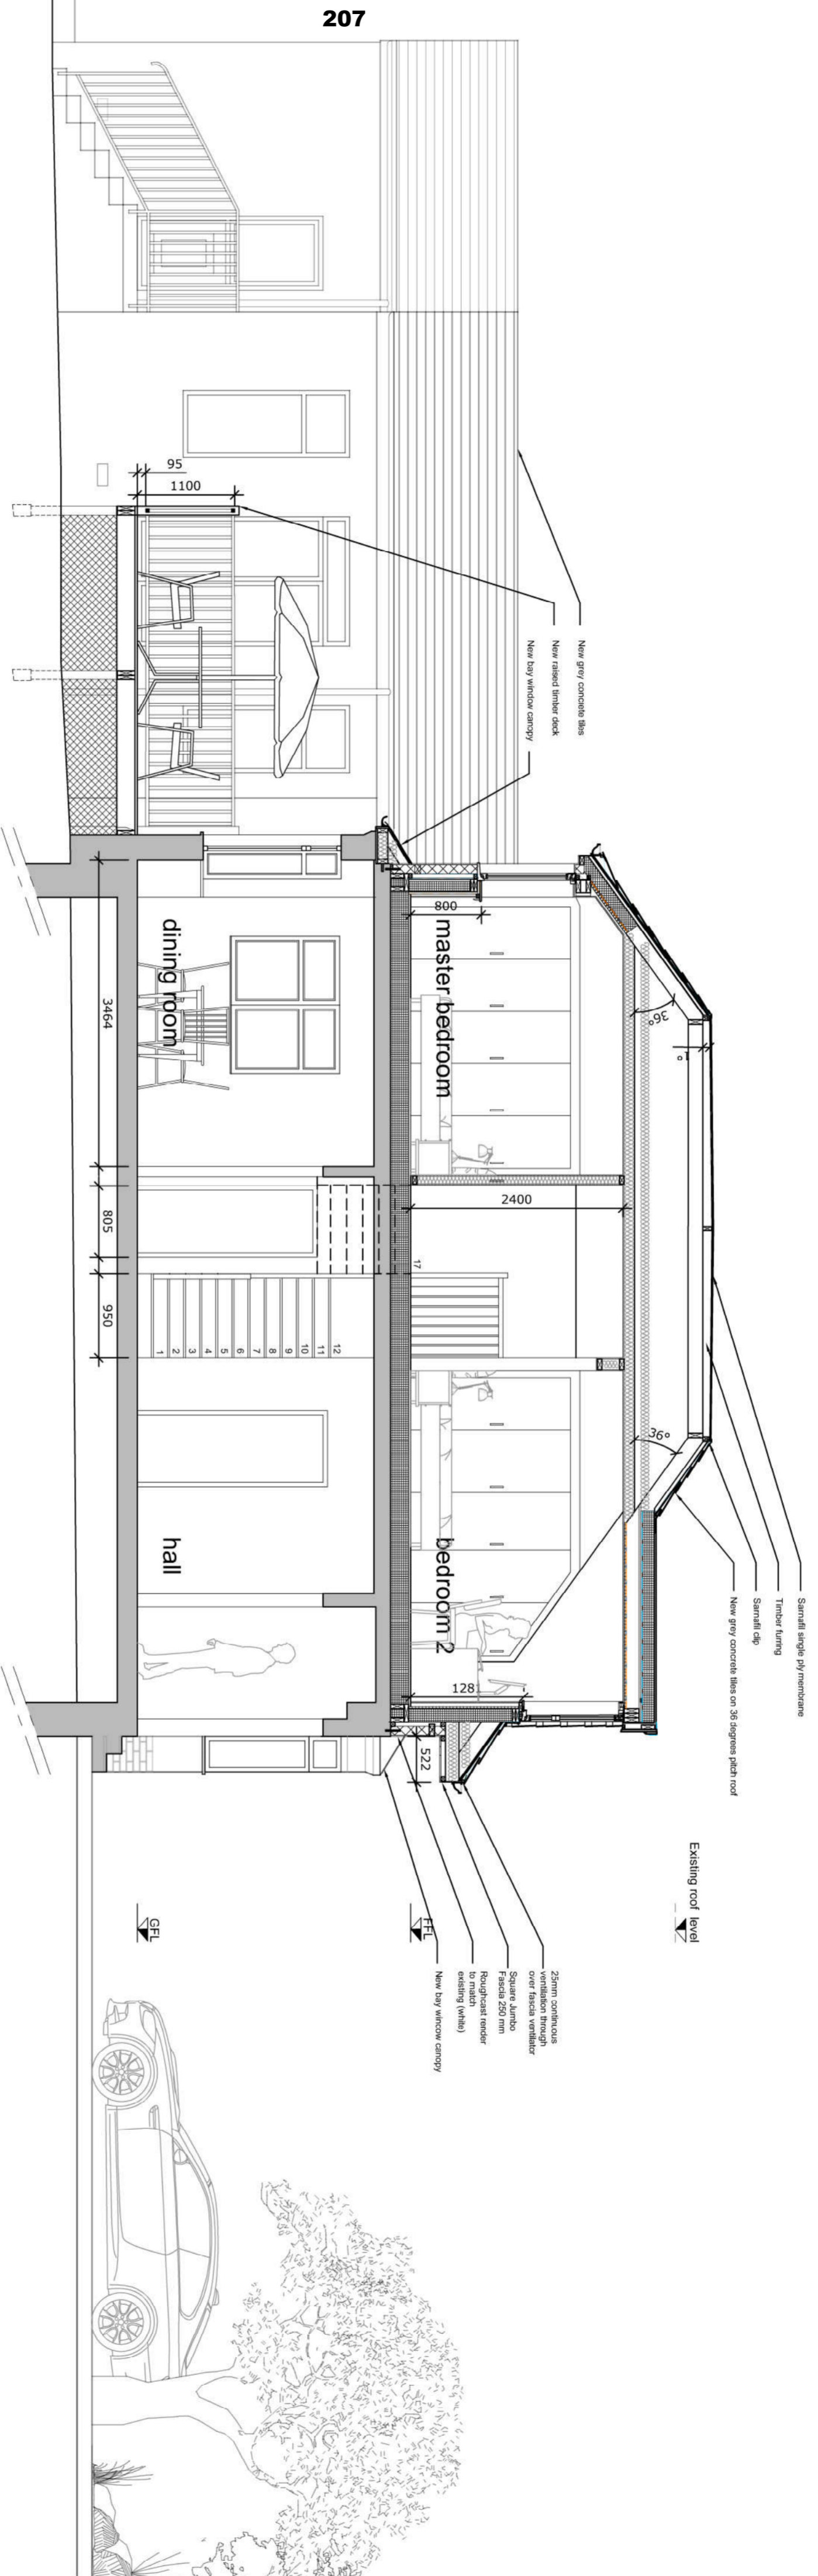 207
Sarnafil single ply membrane
Timber furring
Sarnafil clip
New grey concrete tiles on 36 degrees pitch roof
Existing roof level
New grey concrete tiles
New raised timber deck
New bay window canopy
36°
1°
36°
25mm continuous
ventilation through
over fascia ventilator
Square Jumbo
Fascia 250 mm
Roughcast render
to match
existing (white)
New bay window canopy
800
master bedroom
2400
17
bedroom 2
1281
522
FFL
95
1100
dining room
hall
GFL
1
2
3
4
5
6
7
8
9
10
11
12
3464
805
950